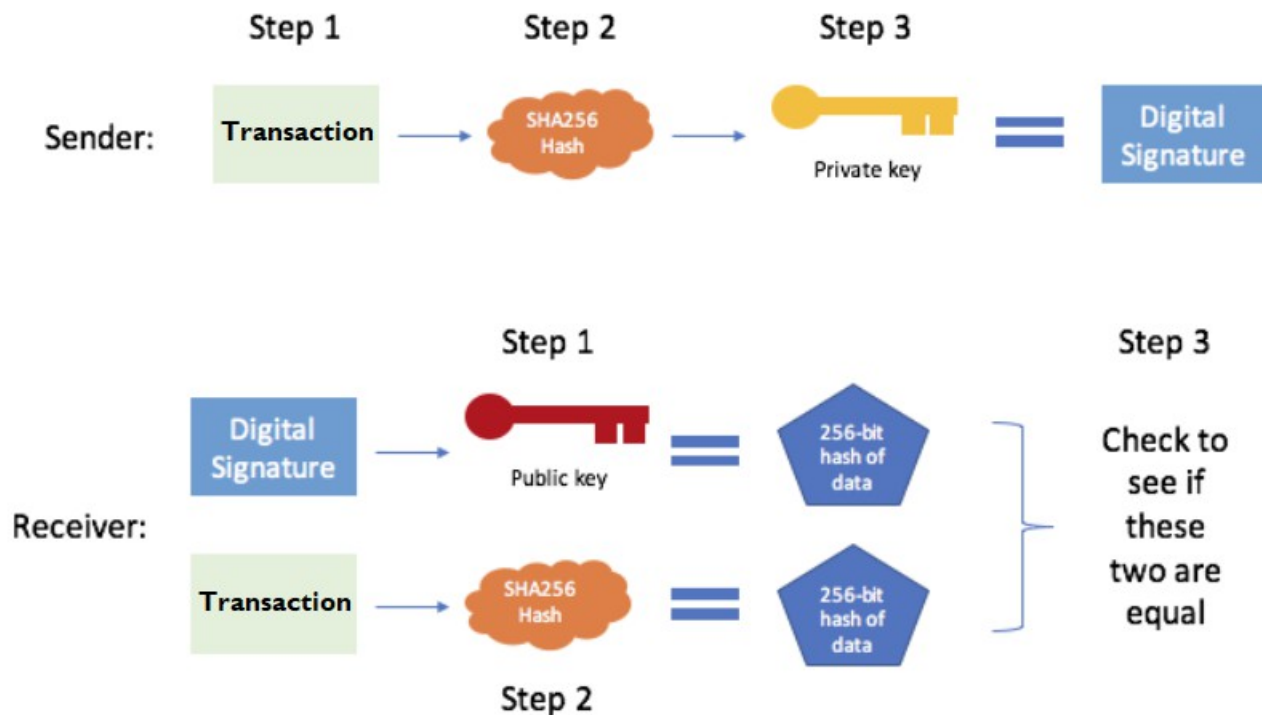 Step 1
Step 2
Step 3
Sender:
Transaction
SHA256
Hash
Private key
Digital
Signature
Step 1
Step 3
Receiver:
Digital
Signature
Public key
256-bit
hash of
data
Transaction
SHA256
Hash
256-bit
hash of
data
Check to
see if
these
two are
equal
Step 2